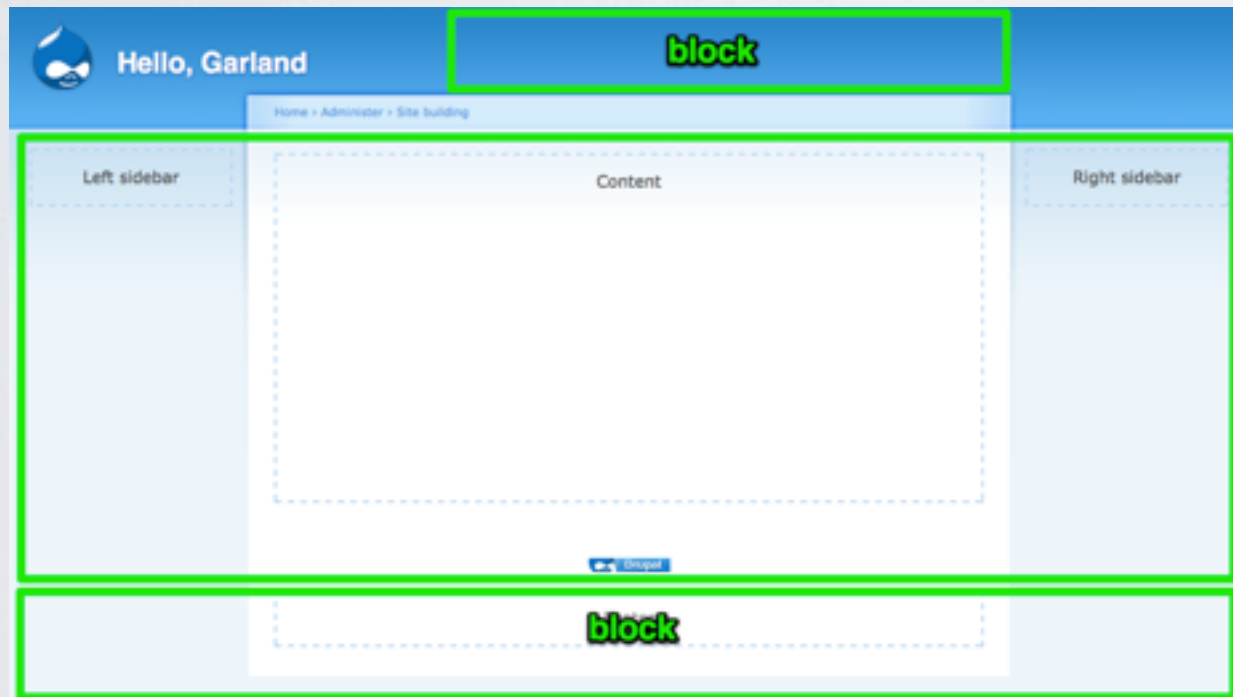 Hello, Garland
block
Home › Administer › Site building
Left sidebar
Content
Right sidebar
Drupal
block